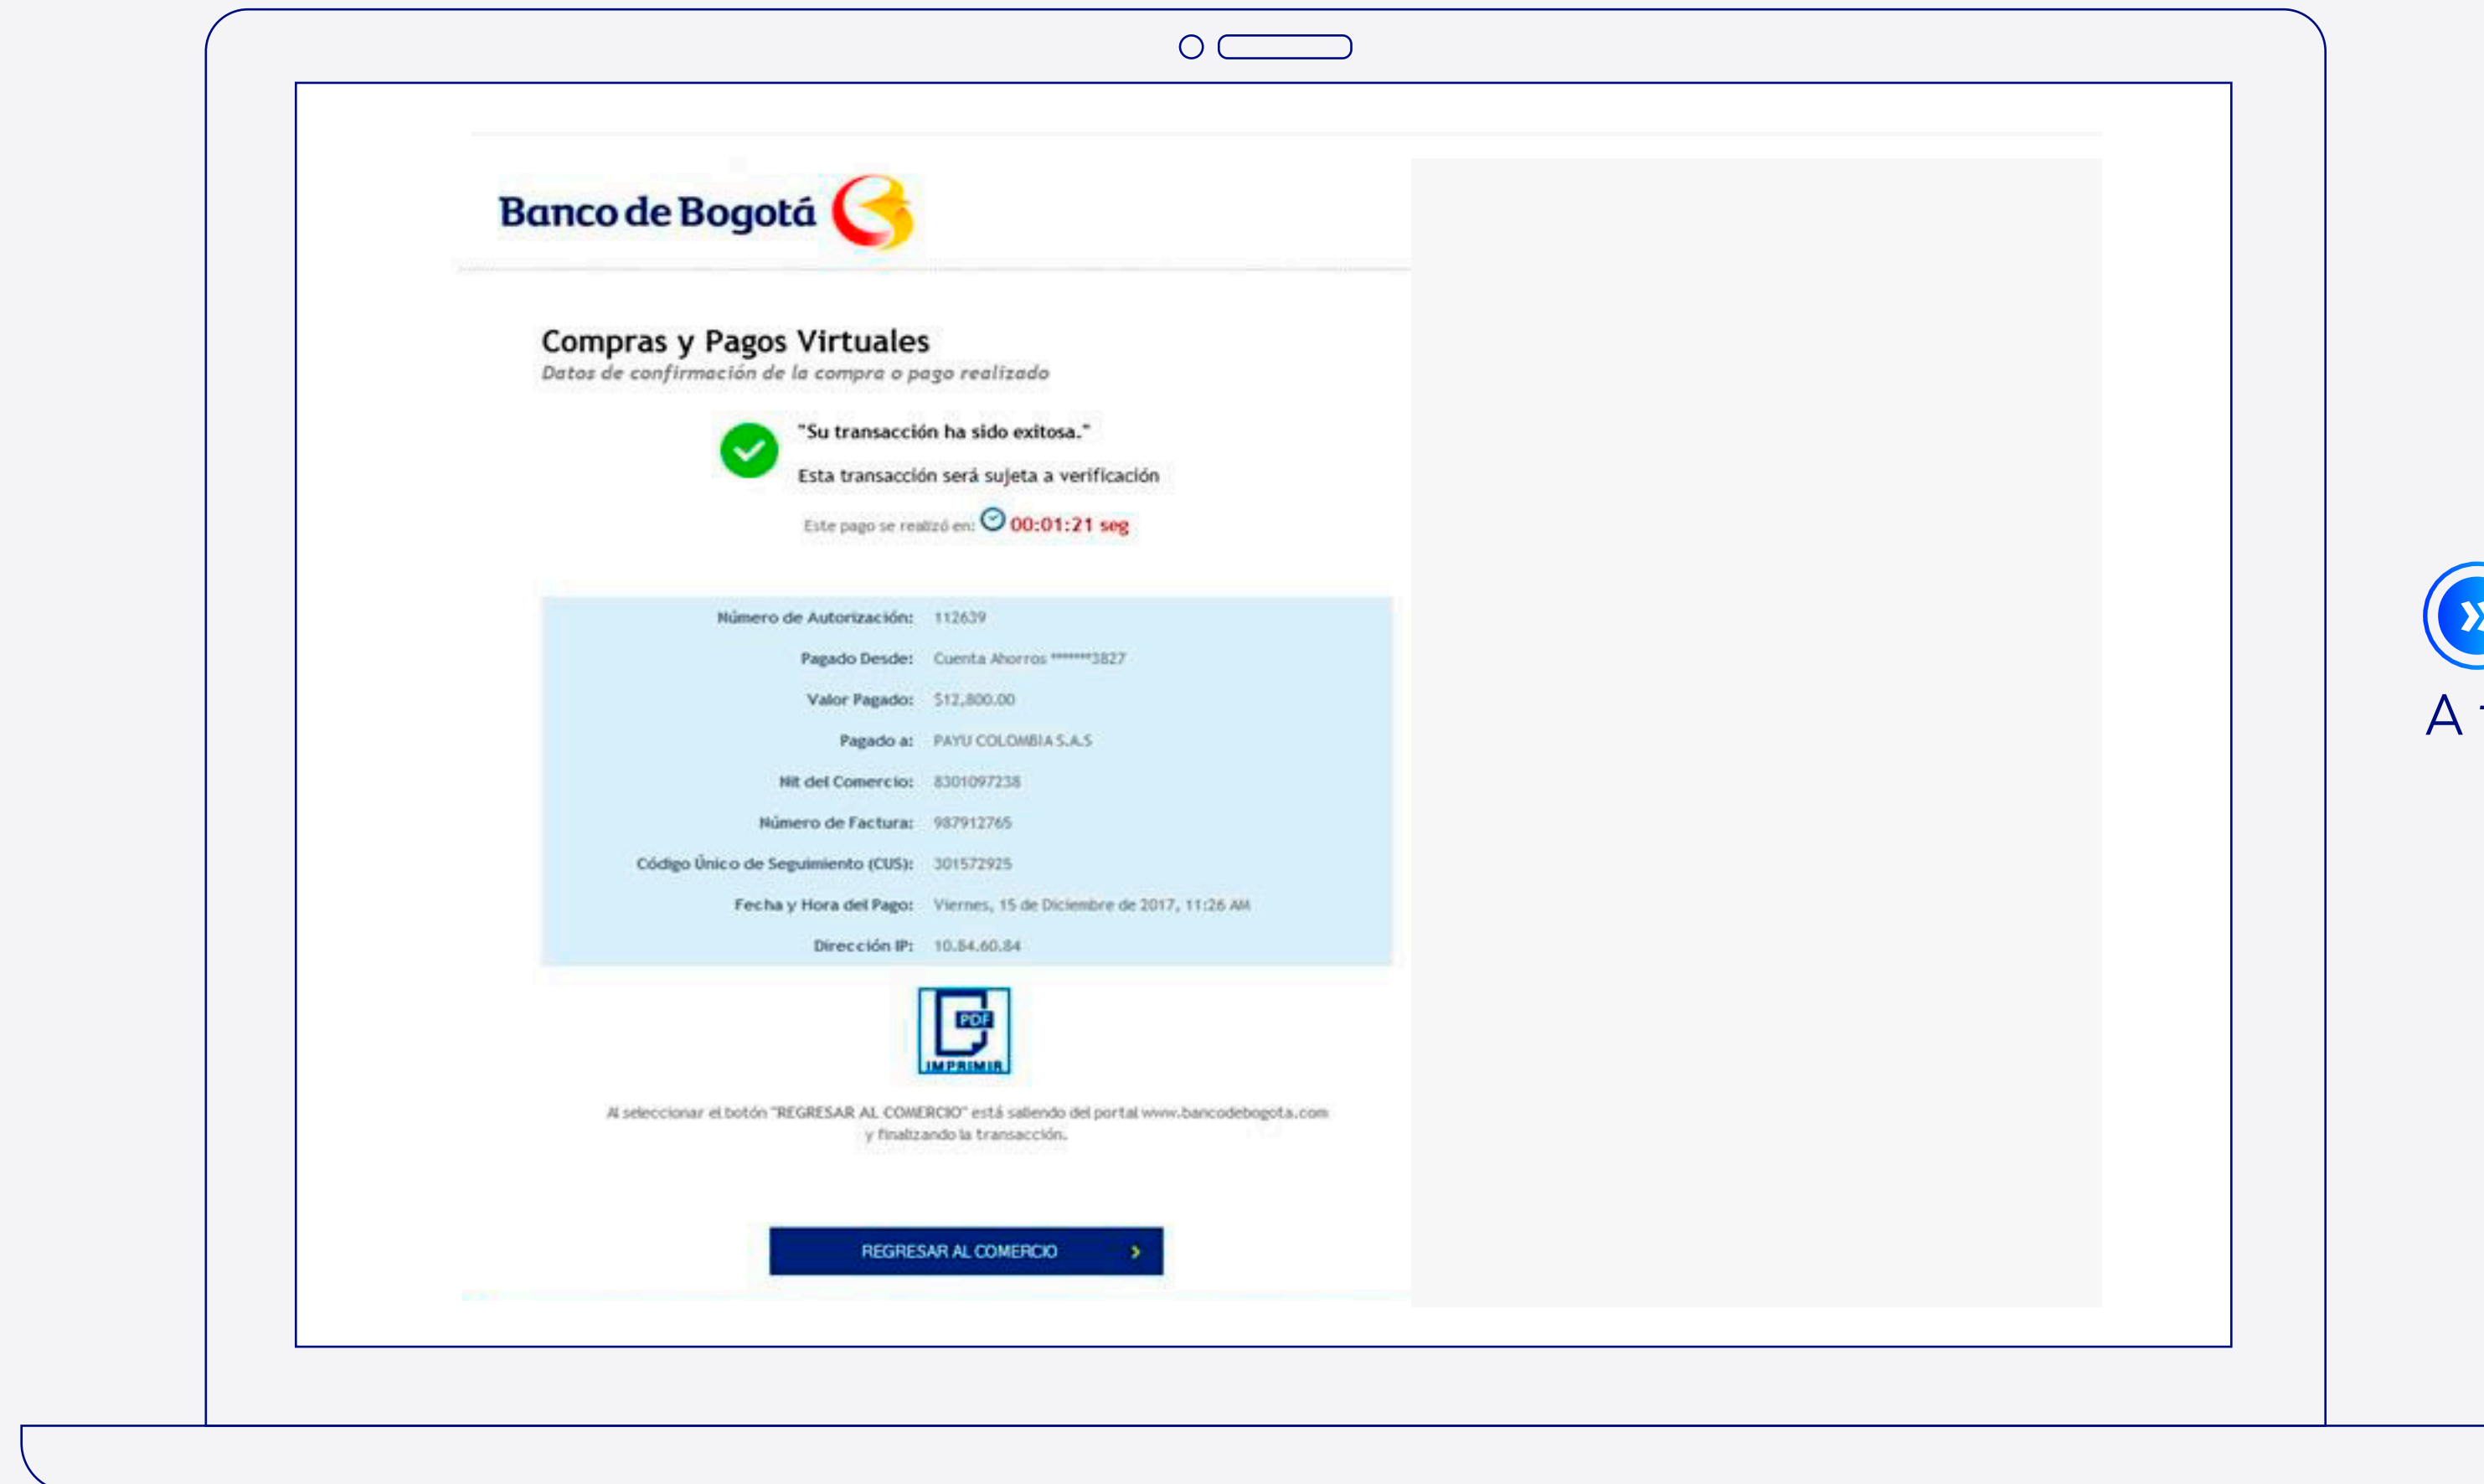 Banco de Bogotá
Compras y Pagos Virtuales
Datos de confirmación de la compra o pago realizado
"Su transacción ha sido exitosa."
Esta transacción será sujeta a verificación
Este pago se realizó en: 00:01:21 seg
Número de Autorización: 112639
Pagado Desde: Cuenta Ahorros *******3827
Valor Pagado: $12,800.00
Pagado a: PAYU COLOMBIA S.A.S
Nit del Comercio: 8301097238
Número de Factura: 987912765
Código Único de Seguimiento (CUS): 301572925
Fecha y Hora del Pago: Viernes, 15 de Diciembre de 2017, 11:26 AM
Dirección IP: 10.84.60.84
PDF
IMPRIMIR
Al seleccionar el botón "REGRESAR AL COMERCIO" está saliendo del portal www.bancodebogota.com
y finalizando la transacción.
REGRESAR AL COMERCIO
A